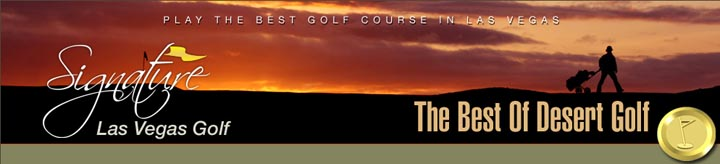 PLAY THE BEST GOLF COURSE IN LAS VEGAS
Signature
Las Vegas Golf
The Best Of Desert Golf